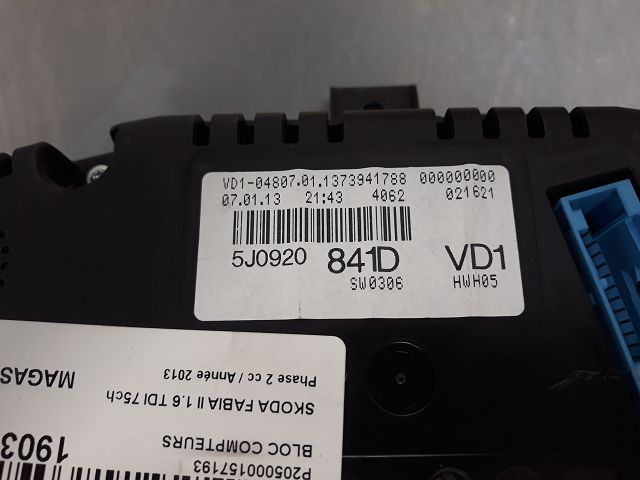 VD1-04807.01.1373941788 000000000
07.01.13 21:43 4062 021621
5J0920 841D VD1
SW0306 HWH05
P205000157193
BLOC COMPTEURS 1903
SKODA FABIA II 1.6 TDI 75ch
Phase 2 cc / Année 2013 MAGAS